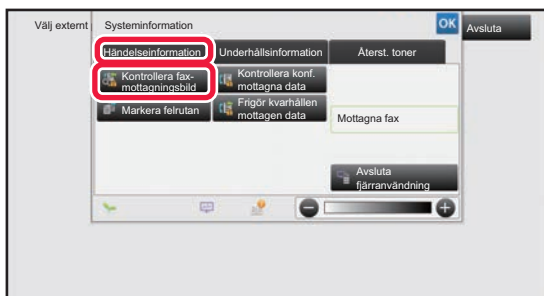 Välj externt
Systeminformation
OK
Avsluta
Händelseinformation
Underhållsinformation
Återst. toner
Kontrollera fax-
mottagningsbild
Kontrollera konf.
mottagna data
Markera felrutan
Frigör kvarhållen
mottagen data
Mottagna fax
Avsluta
fjärranvändning